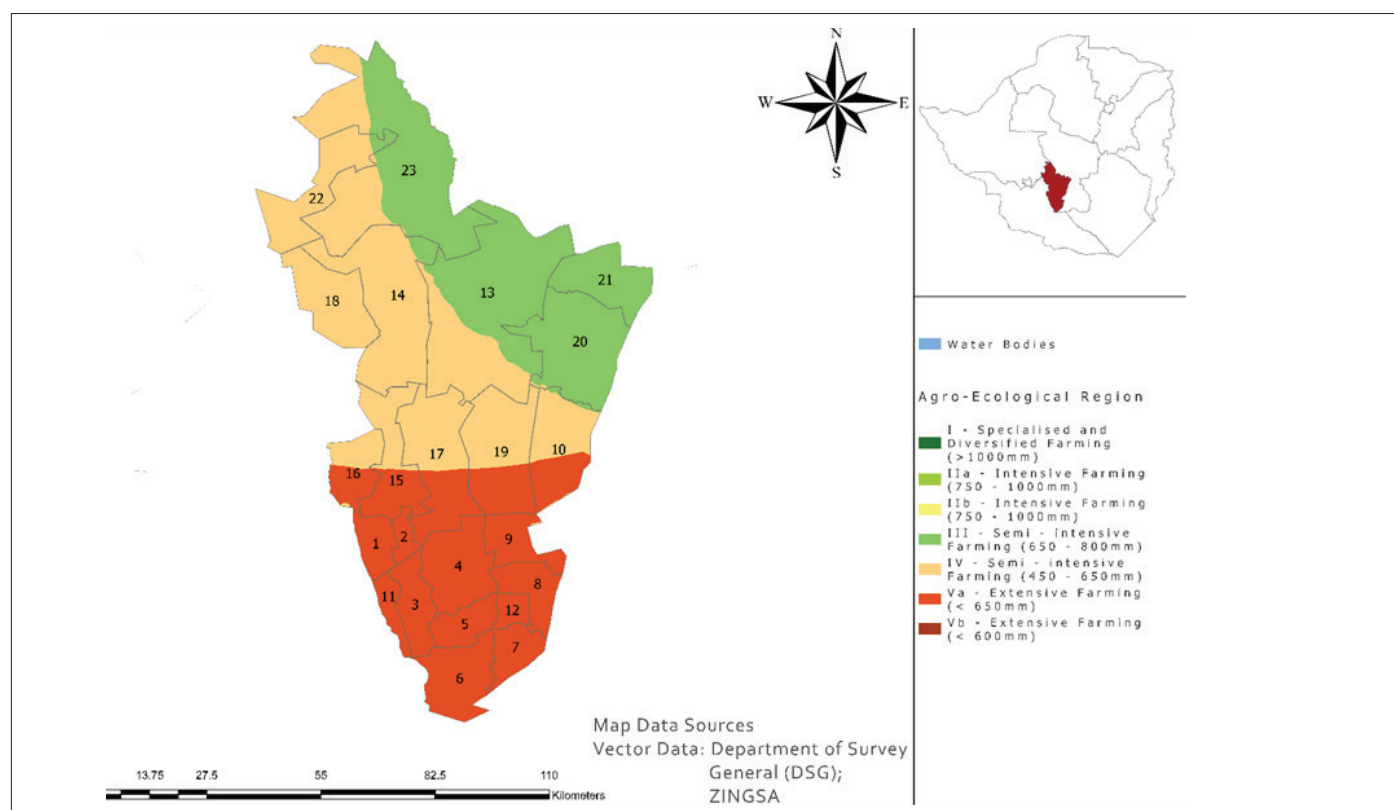 N
W
E
S
23
22
21
13
14
18
20
17
19
10
16
15
1
2
9
4
8
11
3
12
5
7
6
Water Bodies
Agro-Ecological Region
I - Specialised and
Diversified Farming
(>1000mm)
IIa - Intensive Farming
(750 - 1000mm)
IIb - Intensive Farming
(750 - 1000mm)
III - Semi - Intensive
Farming (650 - 800mm)
IV - Semi - intensive
Farming (450 - 650mm)
Va - Extensive Farming
(< 650mm)
Vb - Extensive Farming
(< 600mm)
Map Data Sources
Vector Data: Department of Survey
General (DSG);
ZINGSA
13.75 27.5 55 82.5 110
Kilometers